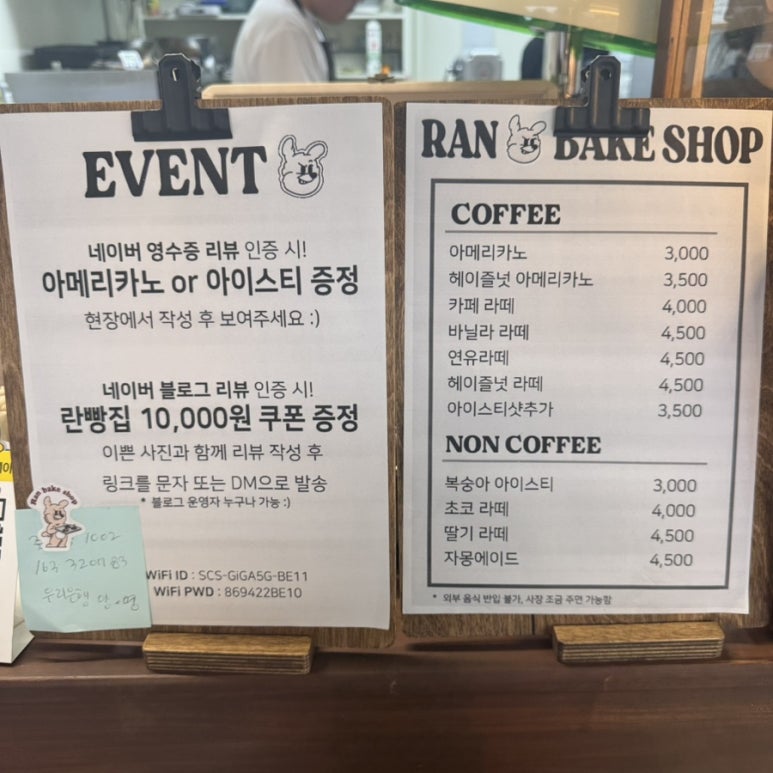 EVENT
네이버 영수증 리뷰 인증 시!
아메리카노 or 아이스티 증정
현장에서 작성 후 보여주세요 :)
네이버 블로그 리뷰 인증 시!
란빵집 10,000원 쿠폰 증정
이쁜 사진과 함께 리뷰 작성 후
링크를 문자 또는 DM으로 발송
* 블로그 운영자 누구나 가능 :)
WiFi ID : SCS-GiGA5G-BE11
WiFi PWD : 869422BE10
Ran bake shop
1002
우리은행
RAN BAKE SHOP
COFFEE
아메리카노 3,000
헤이즐넛 아메리카노 3,500
카페 라떼 4,000
바닐라 라떼 4,500
연유라떼 4,500
헤이즐넛 라떼 4,500
아이스티샷추가 3,500
NON COFFEE
복숭아 아이스티 3,000
초코 라떼 4,000
딸기 라떼 4,500
자몽에이드 4,500
* 외부 음식 반입 불가, 사장 조금 주면 가능함